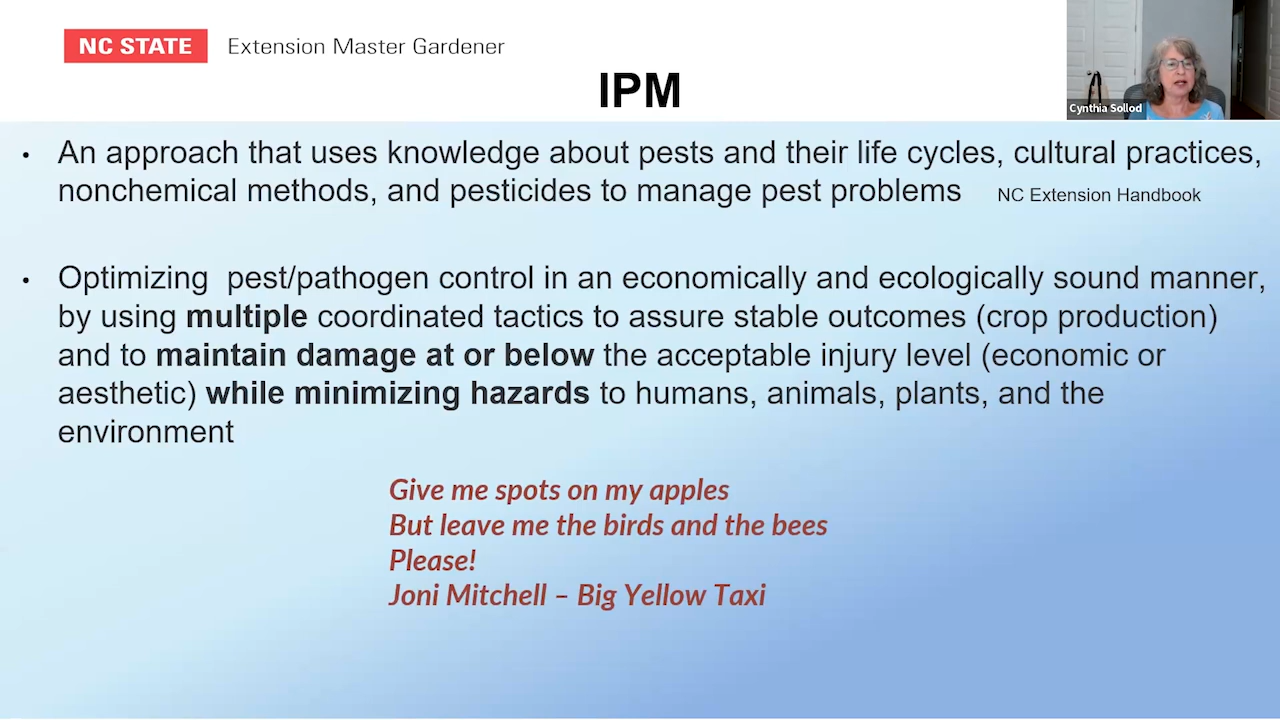 NC STATE Extension Master Gardener
IPM
Cynthia Sollod
• An approach that uses knowledge about pests and their life cycles, cultural practices,
nonchemical methods, and pesticides to manage pest problems NC Extension Handbook
• Optimizing pest/pathogen control in an economically and ecologically sound manner,
by using multiple coordinated tactics to assure stable outcomes (crop production)
and to maintain damage at or below the acceptable injury level (economic or
aesthetic) while minimizing hazards to humans, animals, plants, and the
environment
Give me spots on my apples
But leave me the birds and the bees
Please!
Joni Mitchell – Big Yellow Taxi